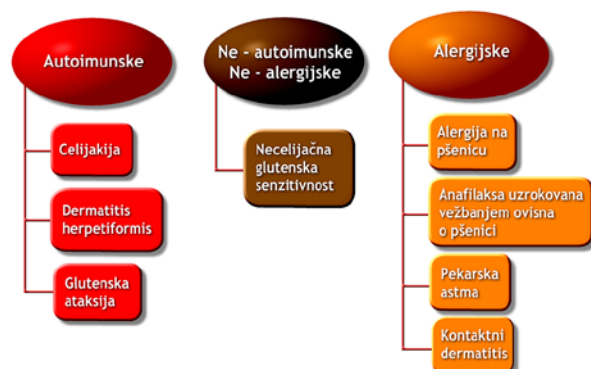 Autoimunske
Celijakija
Dermatitis
herpetiformis
Glutenska
ataksija
Ne - autoimunske
Ne - alergijske
Necelijačna
glutenska
senzitivnost
Alergijske
Alergija na
pšenicu
Anafilaksa uzrokovana
vežbanjem ovisna
o pšenici
Pekarska
astma
Kontaktni
dermatitis